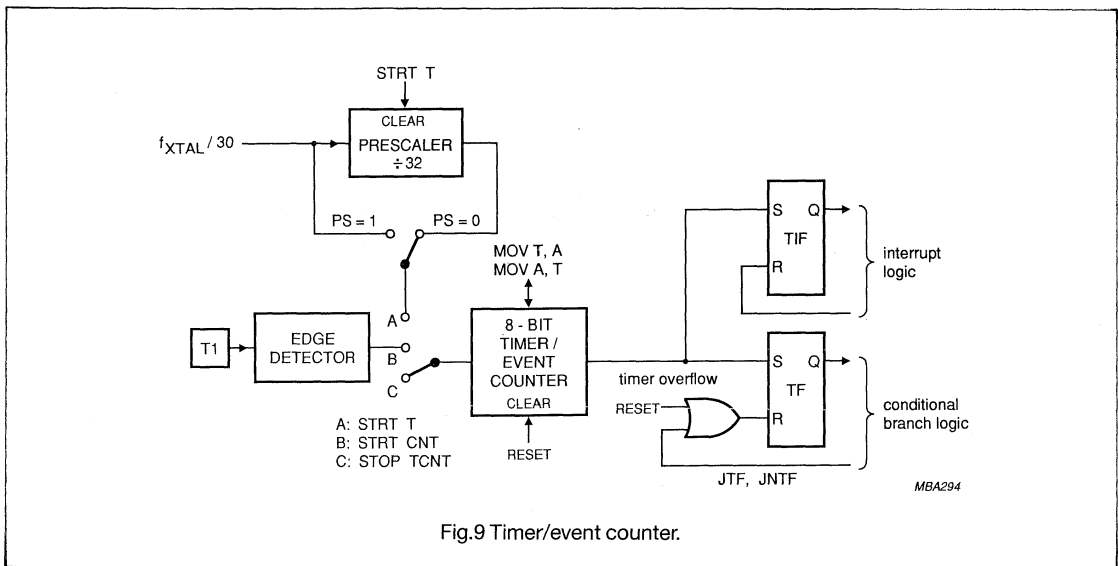 STRT T
CLEAR
PRESCALER
÷32
fXTAL / 30
PS = 1
PS = 0
MOV T, A
MOV A, T
S Q
TIF
R
interrupt
logic
A
T1
EDGE
DETECTOR
B
C
8 - BIT
TIMER /
EVENT
COUNTER
CLEAR
timer overflow
S Q
TF
R
RESET
conditional
branch logic
A: STRT T
B: STRT CNT
C: STOP TCNT
RESET
JTF, JNTF
MBA294
Fig.9 Timer/event counter.